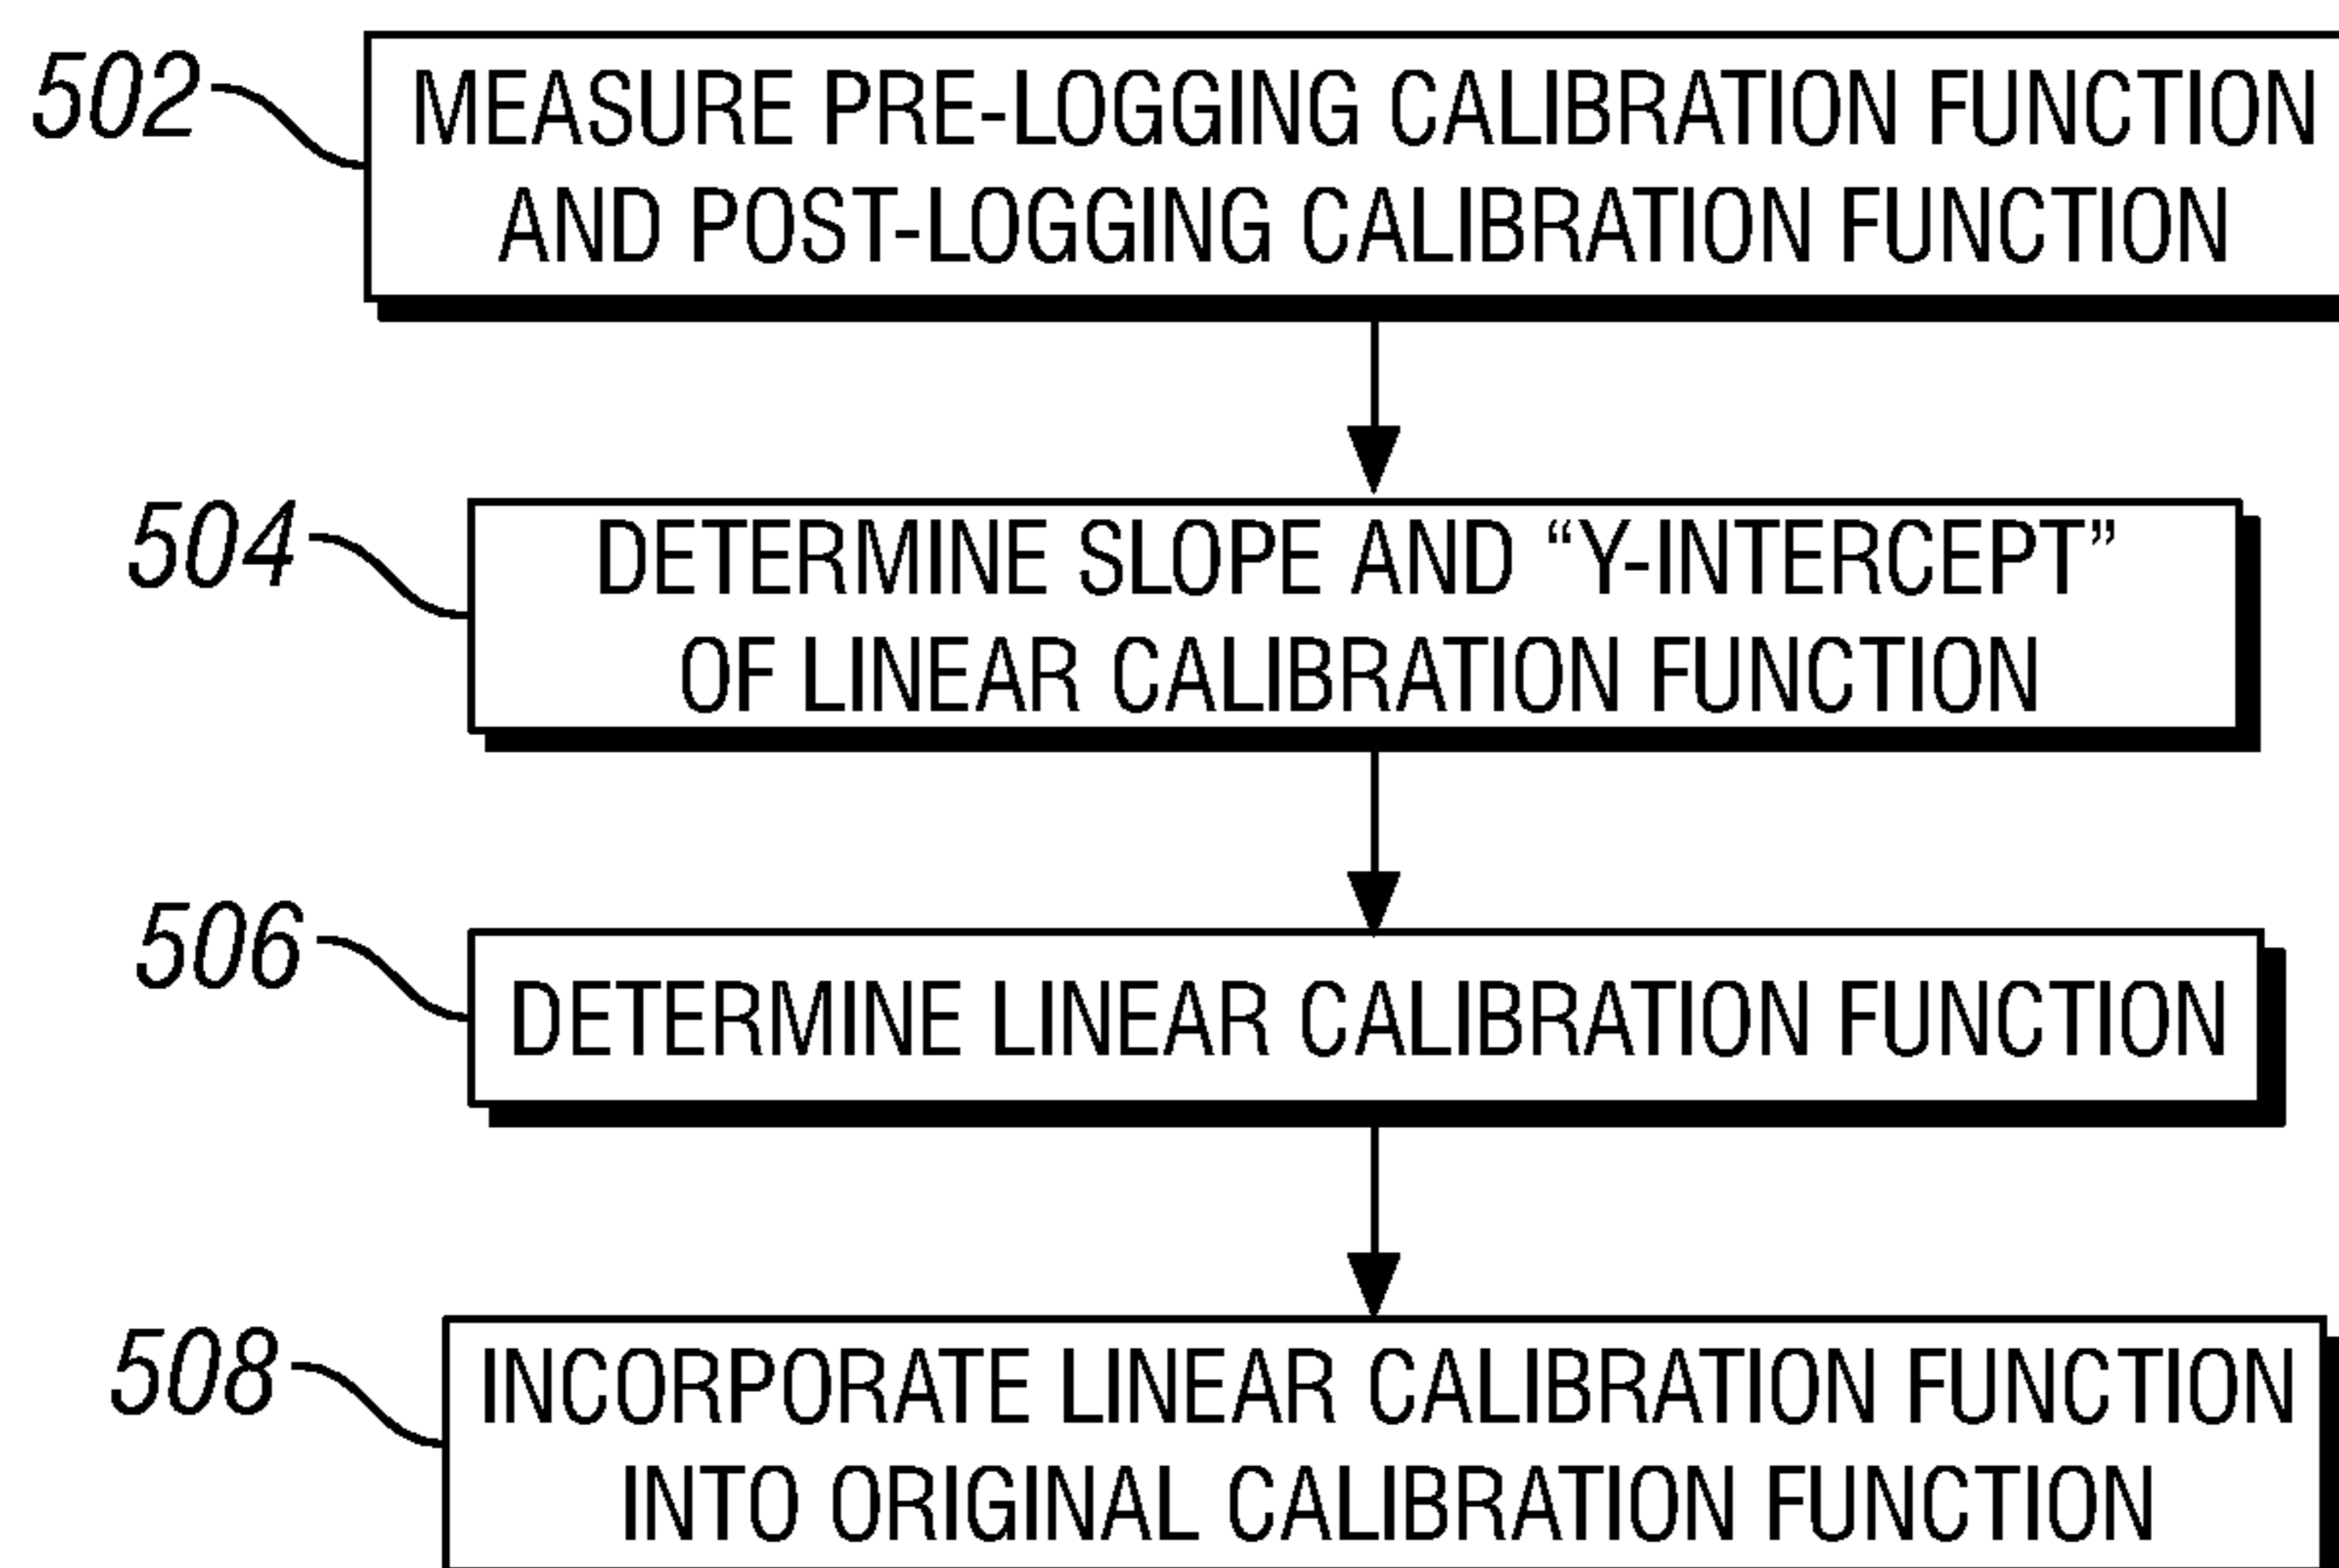 502
MEASURE PRE-LOGGING CALIBRATION FUNCTION
AND POST-LOGGING CALIBRATION FUNCTION
504
DETERMINE SLOPE AND “Y-INTERCEPT”
OF LINEAR CALIBRATION FUNCTION
506
DETERMINE LINEAR CALIBRATION FUNCTION
508
INCORPORATE LINEAR CALIBRATION FUNCTION
INTO ORIGINAL CALIBRATION FUNCTION